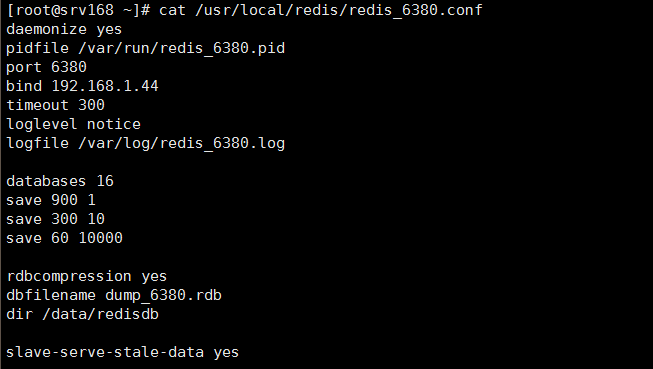 [root@srv168 ~]# cat /usr/local/redis/redis_6380.conf
daemonize yes
pidfile /var/run/redis_6380.pid
port 6380
bind 192.168.1.44
timeout 300
loglevel notice
logfile /var/log/redis_6380.log
databases 16
save 900 1
save 300 10
save 60 10000
rdbcompression yes
dbfilename dump_6380.rdb
dir /data/redisdb
slave-serve-stale-data yes